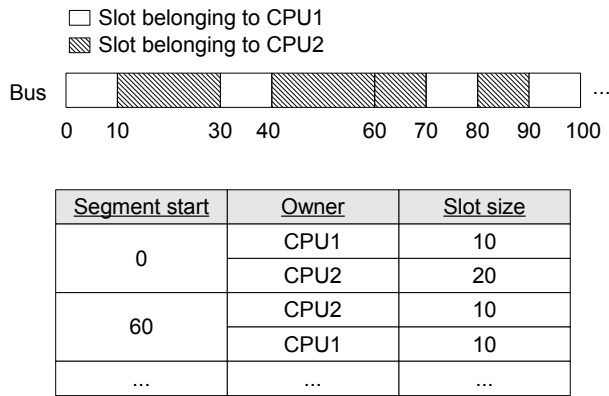 Slot belonging to CPU1
Slot belonging to CPU2
Bus ...
0 10 30 40 60 70 80 90 100
Segment start Owner Slot size
0 CPU1 10
CPU2 20
60 CPU2 10
CPU1 10
... ... ...